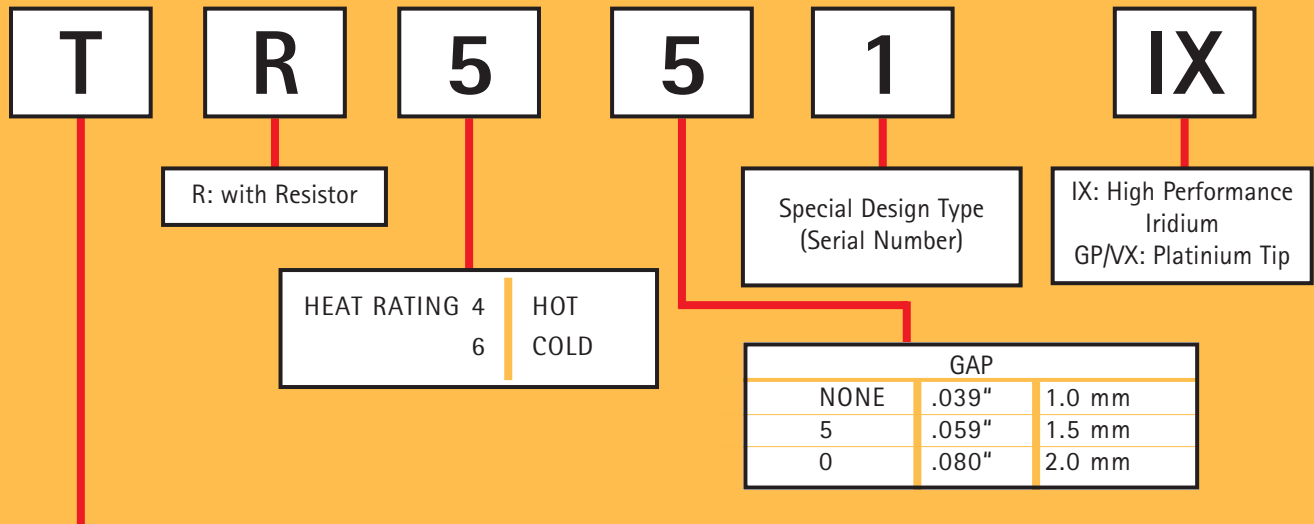 T R 5 5 1 IX
R: with Resistor
HEAT RATING 4 HOT
6 COLD
Special Design Type
(Serial Number)
IX: High Performance
Iridium
GP/VX: Platinium Tip
GAP
NONE .039" 1.0 mm
5 .059" 1.5 mm
0 .080" 2.0 mm